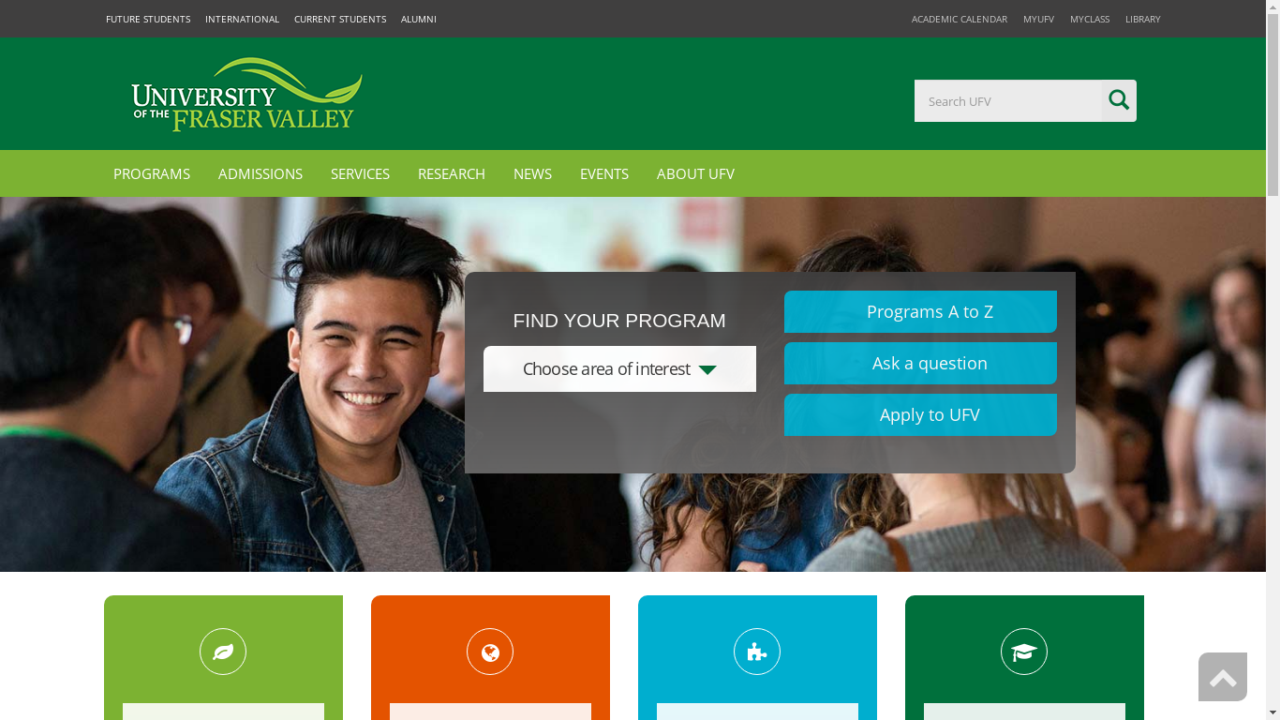 FUTURE STUDENTS INTERNATIONAL CURRENT STUDENTS ALUMNI ACADEMIC CALENDAR MYUFV MYCLASS LIBRARY
UNIVERSITY
OF THE FRASER VALLEY
Search UFV
PROGRAMS ADMISSIONS SERVICES RESEARCH NEWS EVENTS ABOUT UFV
FIND YOUR PROGRAM
Choose area of interest
Programs A to Z
Ask a question
Apply to UFV